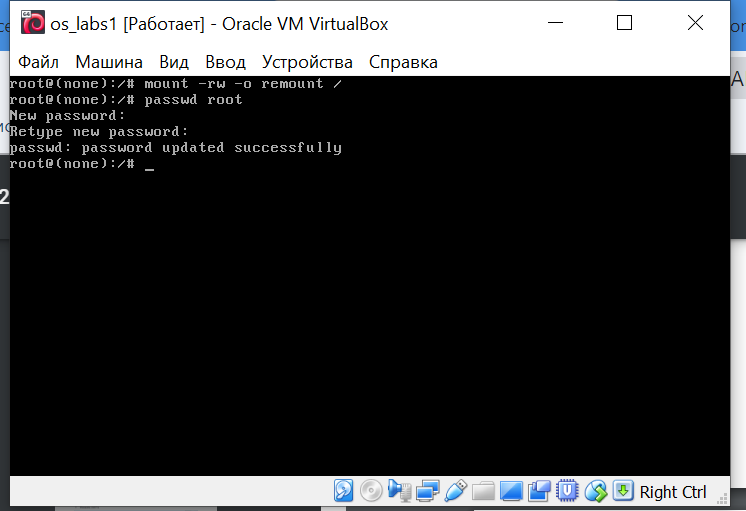 os_labs1 [Работает] - Oracle VM VirtualBox
Файл Машина Вид Ввод Устройства Справка
root@(none):/# mount -rw -o remount /
root@(none):/# passwd root
New password:
Retype new password:
passwd: password updated successfully
root@(none):/# _
Right Ctrl